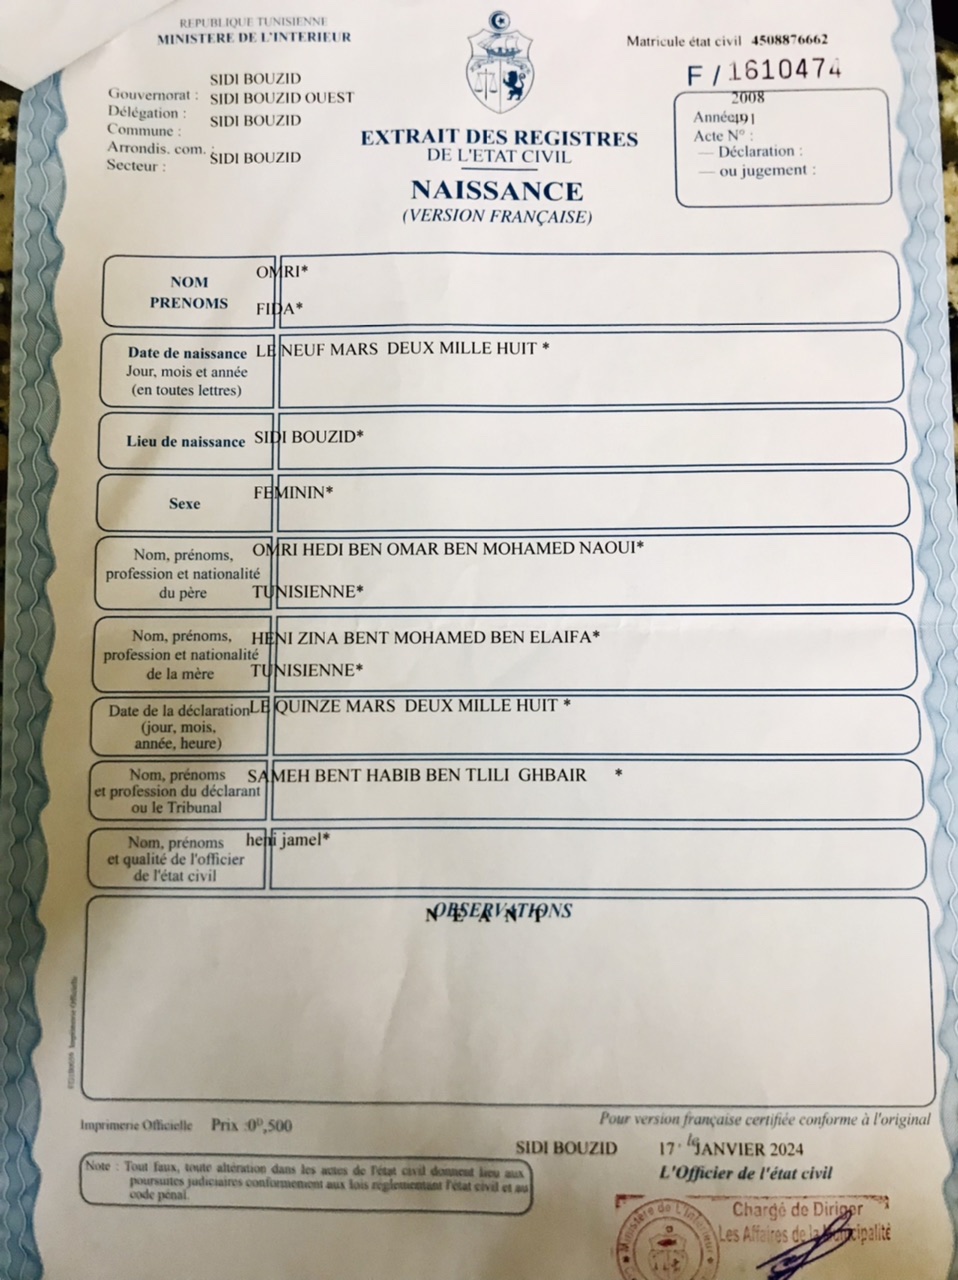 REPUBLIQUE TUNISIENNE
MINISTERE DE L'INTERIEUR
Matricule état civil 4508876662
F / 1610474
Gouvernorat : SIDI BOUZID
Délégation : SIDI BOUZID OUEST
Commune : SIDI BOUZID
Arrondis. com. :
Secteur : SIDI BOUZID
2008
Année 191
Acte N° :
— Déclaration :
— ou jugement :
EXTRAIT DES REGISTRES
DE L'ETAT CIVIL
NAISSANCE
(VERSION FRANÇAISE)
NOM OMRI*
PRENOMS FIDA*
Date de naissance LE NEUF MARS DEUX MILLE HUIT *
Jour, mois et année
(en toutes lettres)
Lieu de naissance SIDI BOUZID*
Sexe FEMININ*
Nom, prénoms, OMRI HEDI BEN OMAR BEN MOHAMED NAOUI*
profession et nationalité
du père TUNISIENNE*
Nom, prénoms, HENI ZINA BENT MOHAMED BEN ELAIFA*
profession et nationalité
de la mère TUNISIENNE*
Date de la déclaration LE QUINZE MARS DEUX MILLE HUIT *
(jour, mois,
année, heure)
Nom, prénoms SAMEH BENT HABIB BEN TLILI GHBAIR *
et profession du déclarant
ou le Tribunal
Nom, prénoms heni jamel*
et qualité de l'officier
de l'état civil
OBSERVATIONS
N E A N T
Imprimerie Officielle
Imprimerie Officielle Prix :0ᴰ,500
Pour version française certifiée conforme à l'original
SIDI BOUZID 17 le JANVIER 2024
L'Officier de l'état civil
Note : Tout faux, toute altération dans les actes de l'état civil donnent lieu aux
poursuites judiciaires conformément aux lois réglementant l'état civil et au
code pénal.
Ministère de L'Interieur
Chargé de Diriger
Les Affaires de la Municipalité